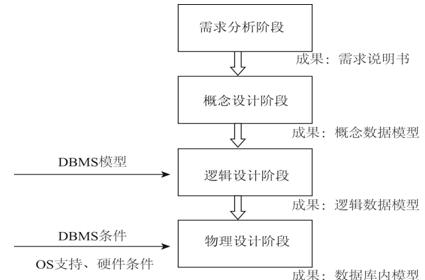 需求分析阶段
成果：需求说明书
概念设计阶段
成果：概念数据模型
DBMS模型
逻辑设计阶段
成果：逻辑数据模型
DBMS条件
物理设计阶段
OS支持、硬件条件
成果：数据库内模型